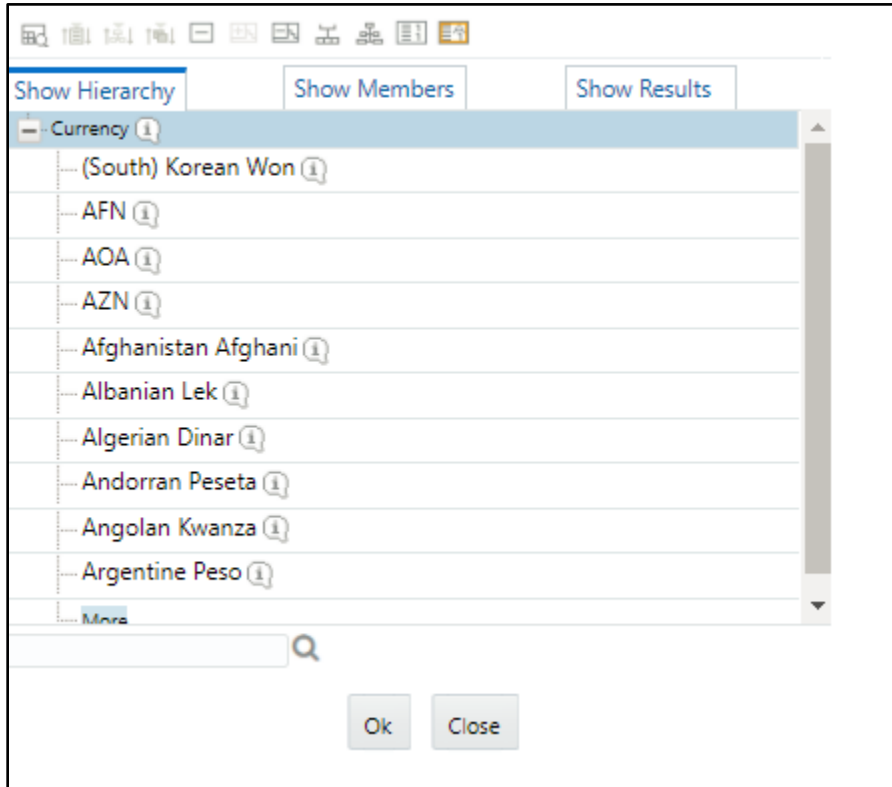 Show Hierarchy Show Members Show Results
Currency
(South) Korean Won
AFN
AOA
AZN
Afghanistan Afghani
Albanian Lek
Algerian Dinar
Andorran Peseta
Angolan Kwanza
Argentine Peso
More
Ok Close